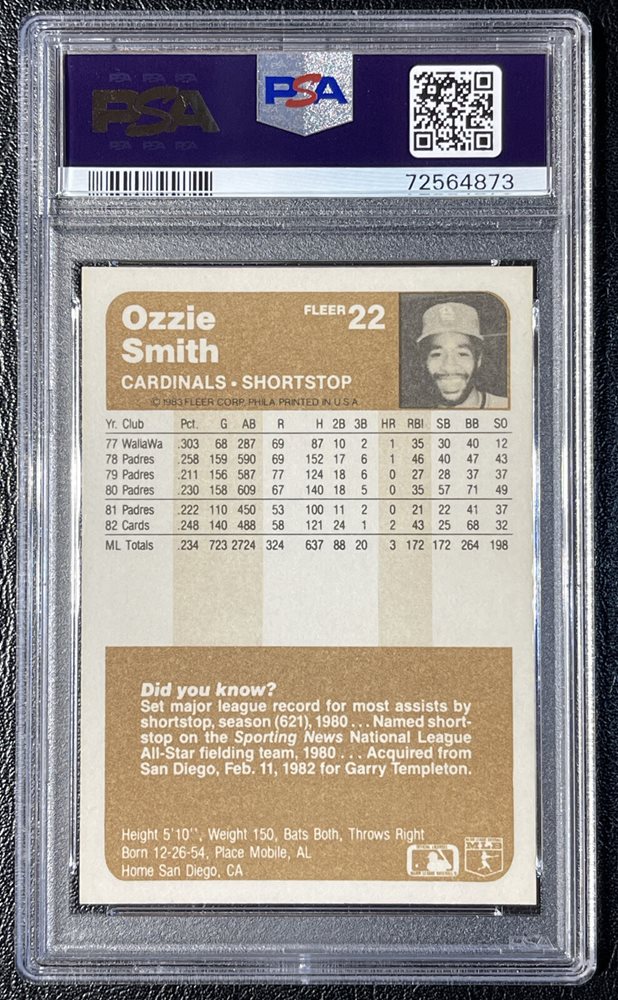 PSA PSA PSA
PSA
PSA PSA PSA
PSA
72564873
Ozzie
Smith
FLEER 22
CARDINALS • SHORTSTOP
© 1983 FLEER CORP. PHILA PRINTED IN U.S.A
Yr. Club Pct. G AB R H 2B 3B HR RBI SB BB SO
77 WallaWa .303 68 287 69 87 10 2 1 35 30 40 12
78 Padres .258 159 590 69 152 17 6 1 46 40 47 43
79 Padres .211 156 587 77 124 18 6 0 27 28 37 37
80 Padres .230 158 609 67 140 18 5 0 35 57 71 49
81 Padres .222 110 450 53 100 11 2 0 21 22 41 37
82 Cards .248 140 488 58 121 24 1 2 43 25 68 32
ML Totals .234 723 2724 324 637 88 20 3 172 172 264 198
Did you know?
Set major league record for most assists by
shortstop, season (621), 1980 . . . Named short-
stop on the Sporting News National League
All-Star fielding team, 1980 . . . Acquired from
San Diego, Feb. 11, 1982 for Garry Templeton.
Height 5'10'', Weight 150, Bats Both, Throws Right
Born 12-26-54, Place Mobile, AL
Home San Diego, CA